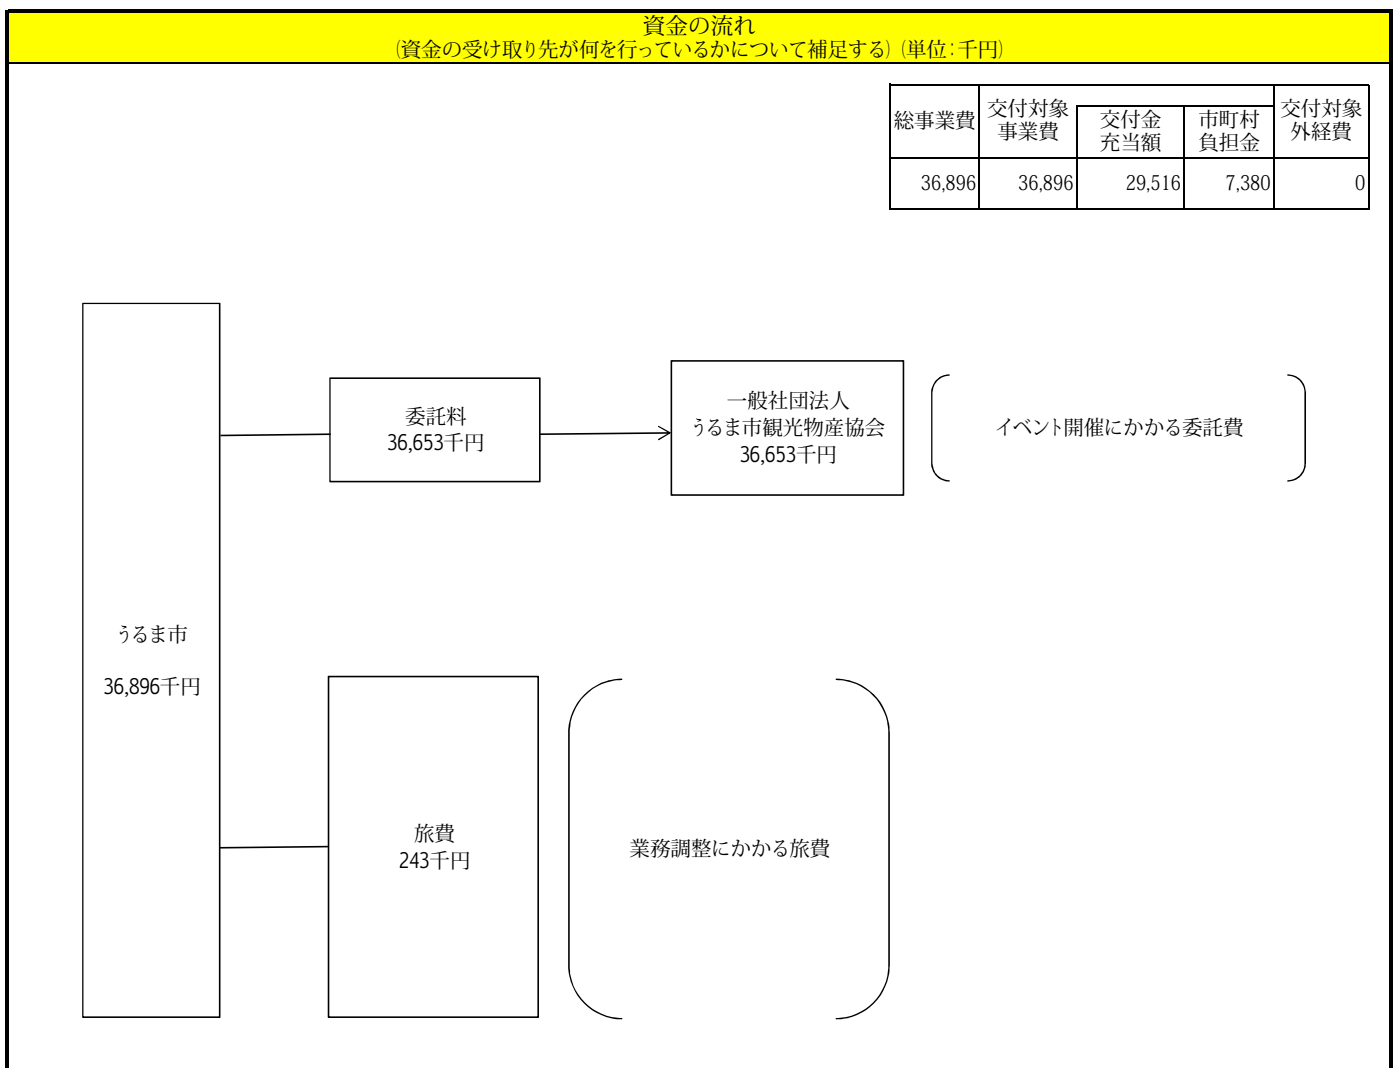 資金の流れ
（資金の受け取り先が何を行っているかについて補足する）（単位：千円）
総事業費
交付対象
事業費
交付金
充当額
市町村
負担金
交付対象
外経費
36,896 36,896 29,516 7,380 0
委託料
36,653千円
一般社団法人
うるま市観光物産協会
36,653千円
イベント開催にかかる委託費
うるま市
36,896千円
旅費
243千円
業務調整にかかる旅費